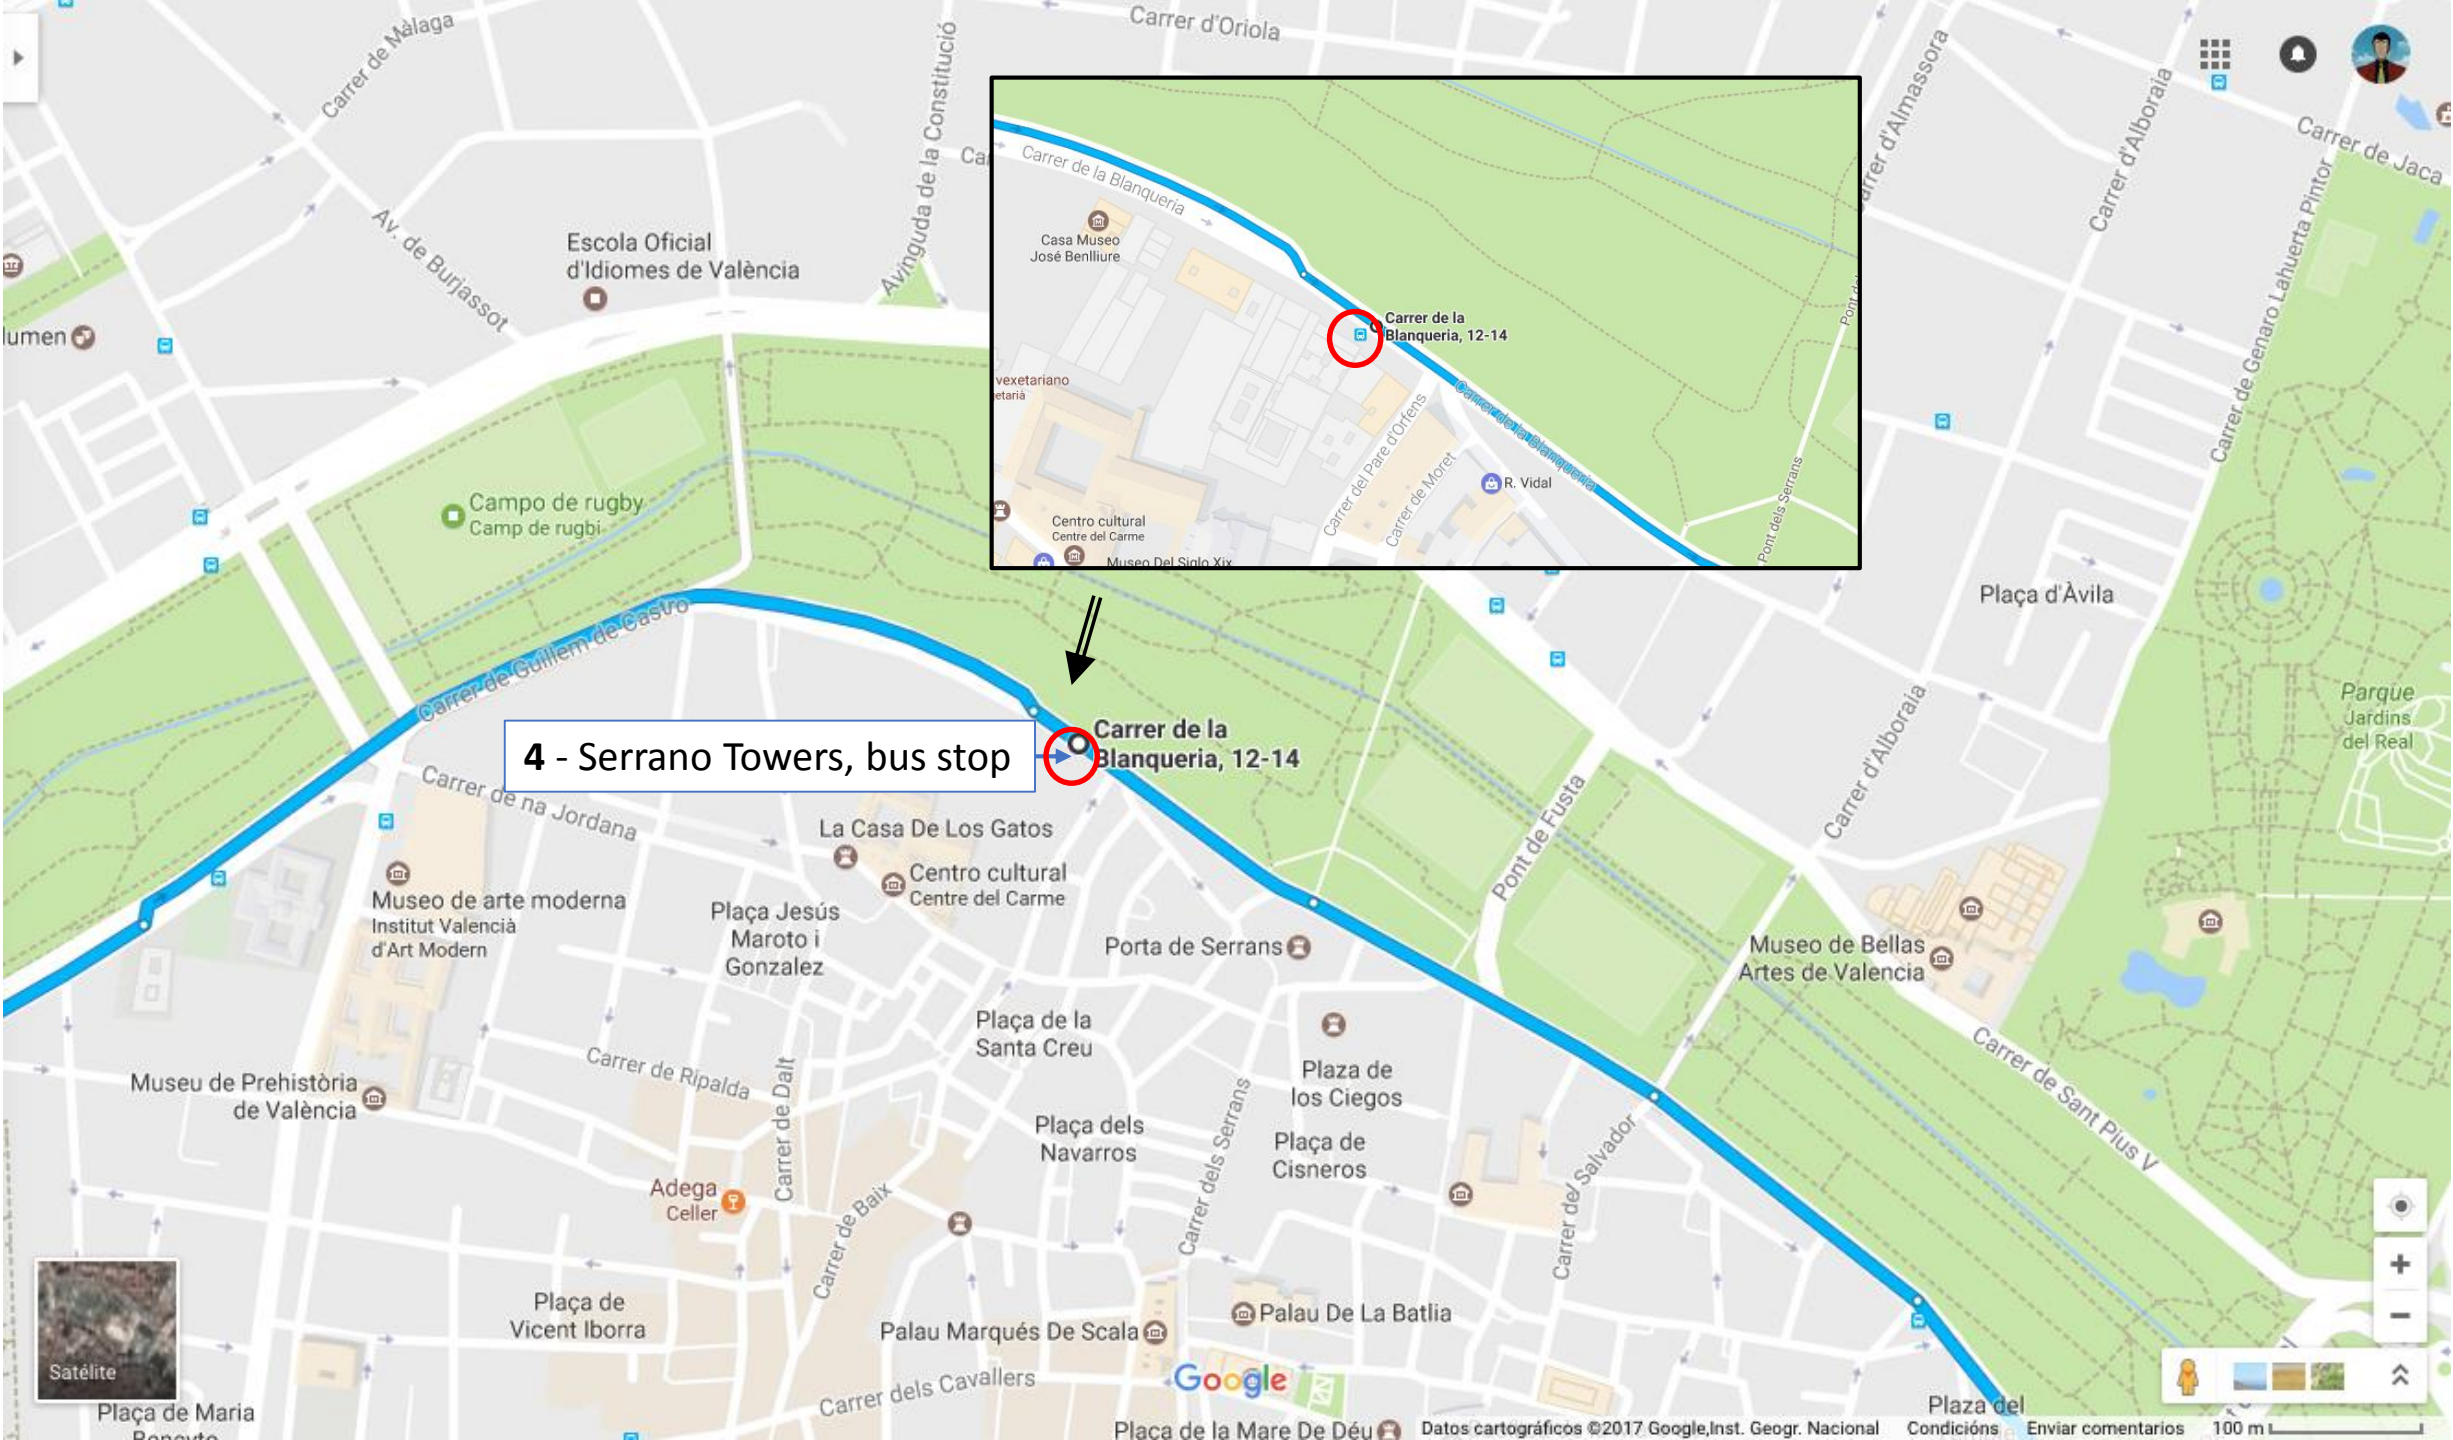 Carrer de Màlaga
Carrer d'Oriola
Avinguda de la Constitució
Carrer d'Almassora
Carrer d'Alboraia
Carrer de Jaca
Carrer de Genaro Lahuerta Pintor
Av. de Burjassot
Escola Oficial
d'Idiomes de València
lumen
Carrer de la Blanqueria
Casa Museo
José Benlliure
Carrer de la
Blanqueria, 12-14
vexetariano
etarià
Carrer de la Blanqueria
Carrer del Pare d'Orfens
Carrer de Moret
R. Vidal
Pont dels Serrans
Centro cultural
Centre del Carme
Museo Del Siglo Xix
Campo de rugby
Camp de rugbi
Plaça d'Àvila
Carrer de Guillem de Castro
Parque
Jardins
del Real
4 - Serrano Towers, bus stop
Carrer de la
Blanqueria, 12-14
Carrer de na Jordana
Pont de Fusta
Carrer d'Alboraia
La Casa De Los Gatos
Centro cultural
Centre del Carme
Museo de arte moderna
Institut Valencià
d'Art Modern
Plaça Jesús
Maroto i
Gonzalez
Porta de Serrans
Museo de Bellas
Artes de Valencia
Plaça de la
Santa Creu
Carrer de Ripalda
Carrer de Dalt
Plaza de
los Ciegos
Carrer de Sant Pius V
Museu de Prehistòria
de València
Plaça dels
Navarros
Carrer dels Serrans
Plaça de
Cisneros
Carrer del Salvador
Adega
Celler
Carrer de Baix
Plaça de
Vicent Iborra
Palau Marqués De Scala
Palau De La Batlia
Satélite
Carrer dels Cavallers
Google
Plaça de Maria
Plaza del
Plaça de la Mare De Déu
Datos cartográficos ©2017 Google,Inst. Geogr. Nacional Condicións Enviar comentarios 100 m